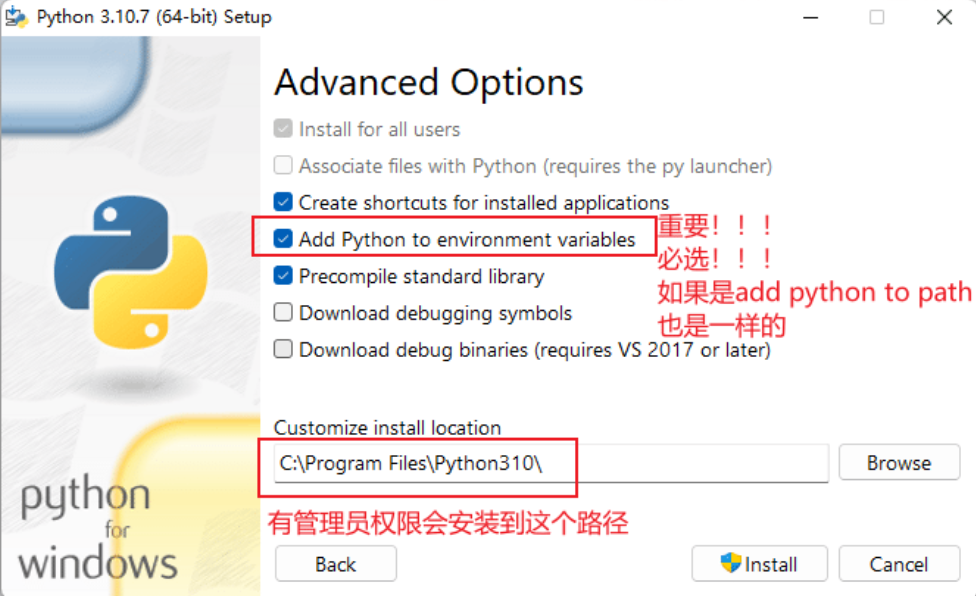 Python 3.10.7 (64-bit) Setup
Advanced Options
Install for all users
Associate files with Python (requires the py launcher)
Create shortcuts for installed applications
Add Python to environment variables
重要！！！
必选！！！
如果是add python to path
也是一样的
Precompile standard library
Download debugging symbols
Download debug binaries (requires VS 2017 or later)
Customize install location
C:\Program Files\Python310\
Browse
有管理员权限会安装到这个路径
python
for
windows
Back
Install
Cancel